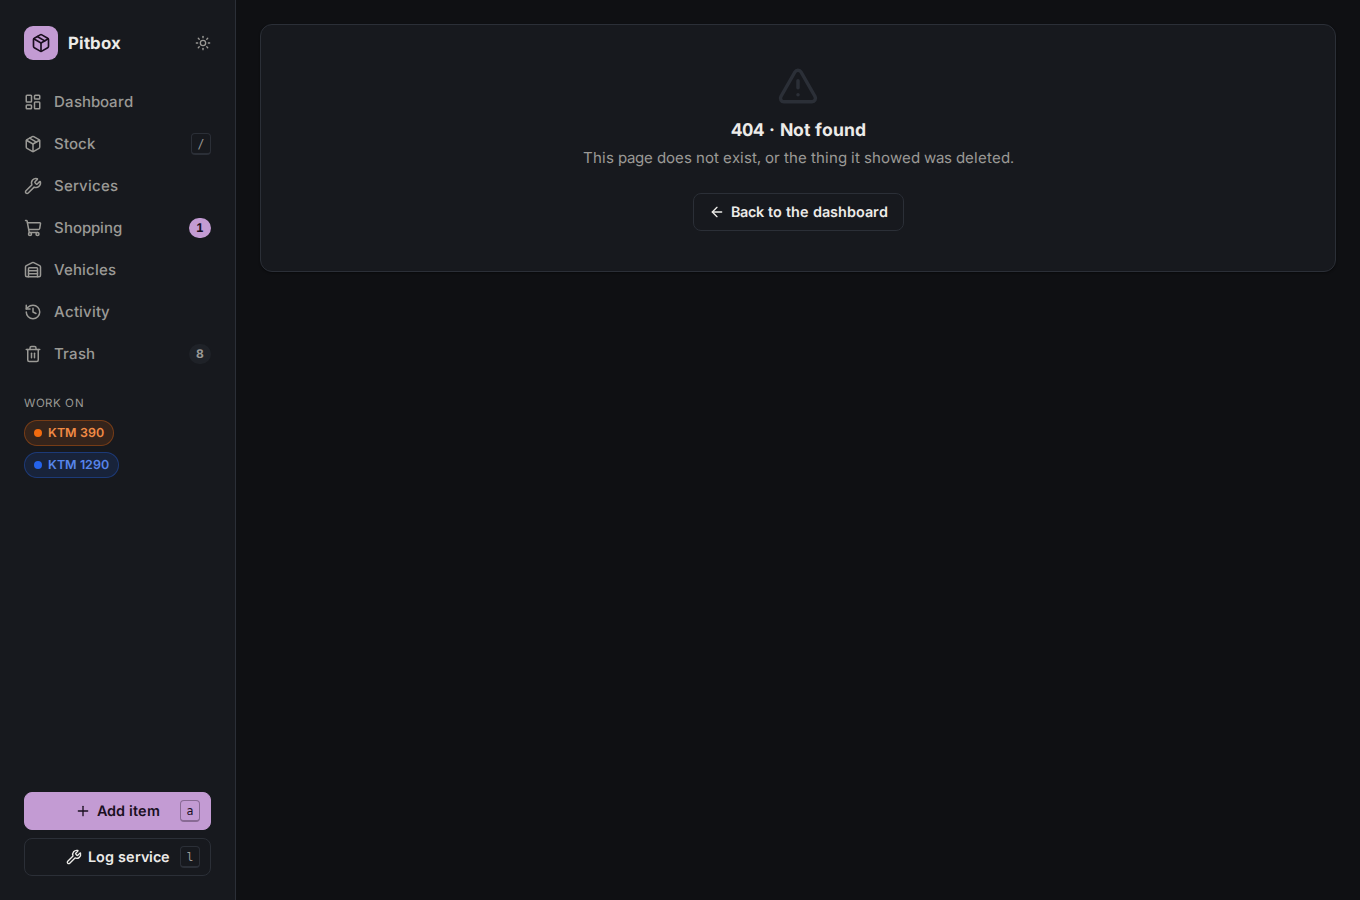 Pitbox
Dashboard
Stock /
Services
Shopping 1
Vehicles
Activity
Trash 8
WORK ON
KTM 390
KTM 1290
Add item a
Log service l
404 · Not found
This page does not exist, or the thing it showed was deleted.
Back to the dashboard